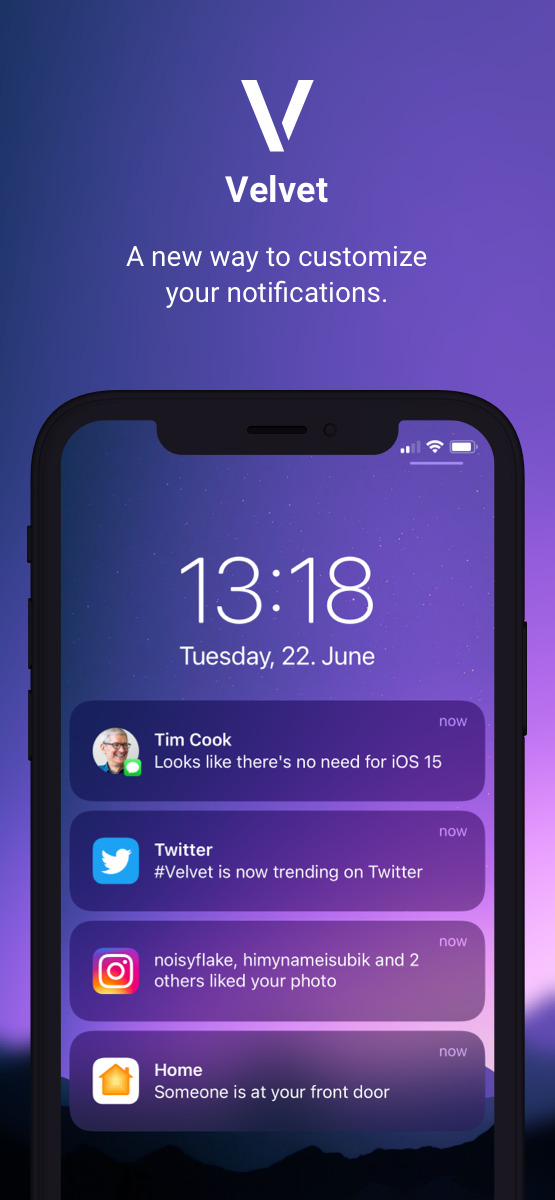 Velvet
A new way to customize
your notifications.
13:18
Tuesday, 22. June
now
Tim Cook
Looks like there's no need for iOS 15
now
Twitter
#Velvet is now trending on Twitter
now
noisyflake, himynameisubik and 2
others liked your photo
now
Home
Someone is at your front door